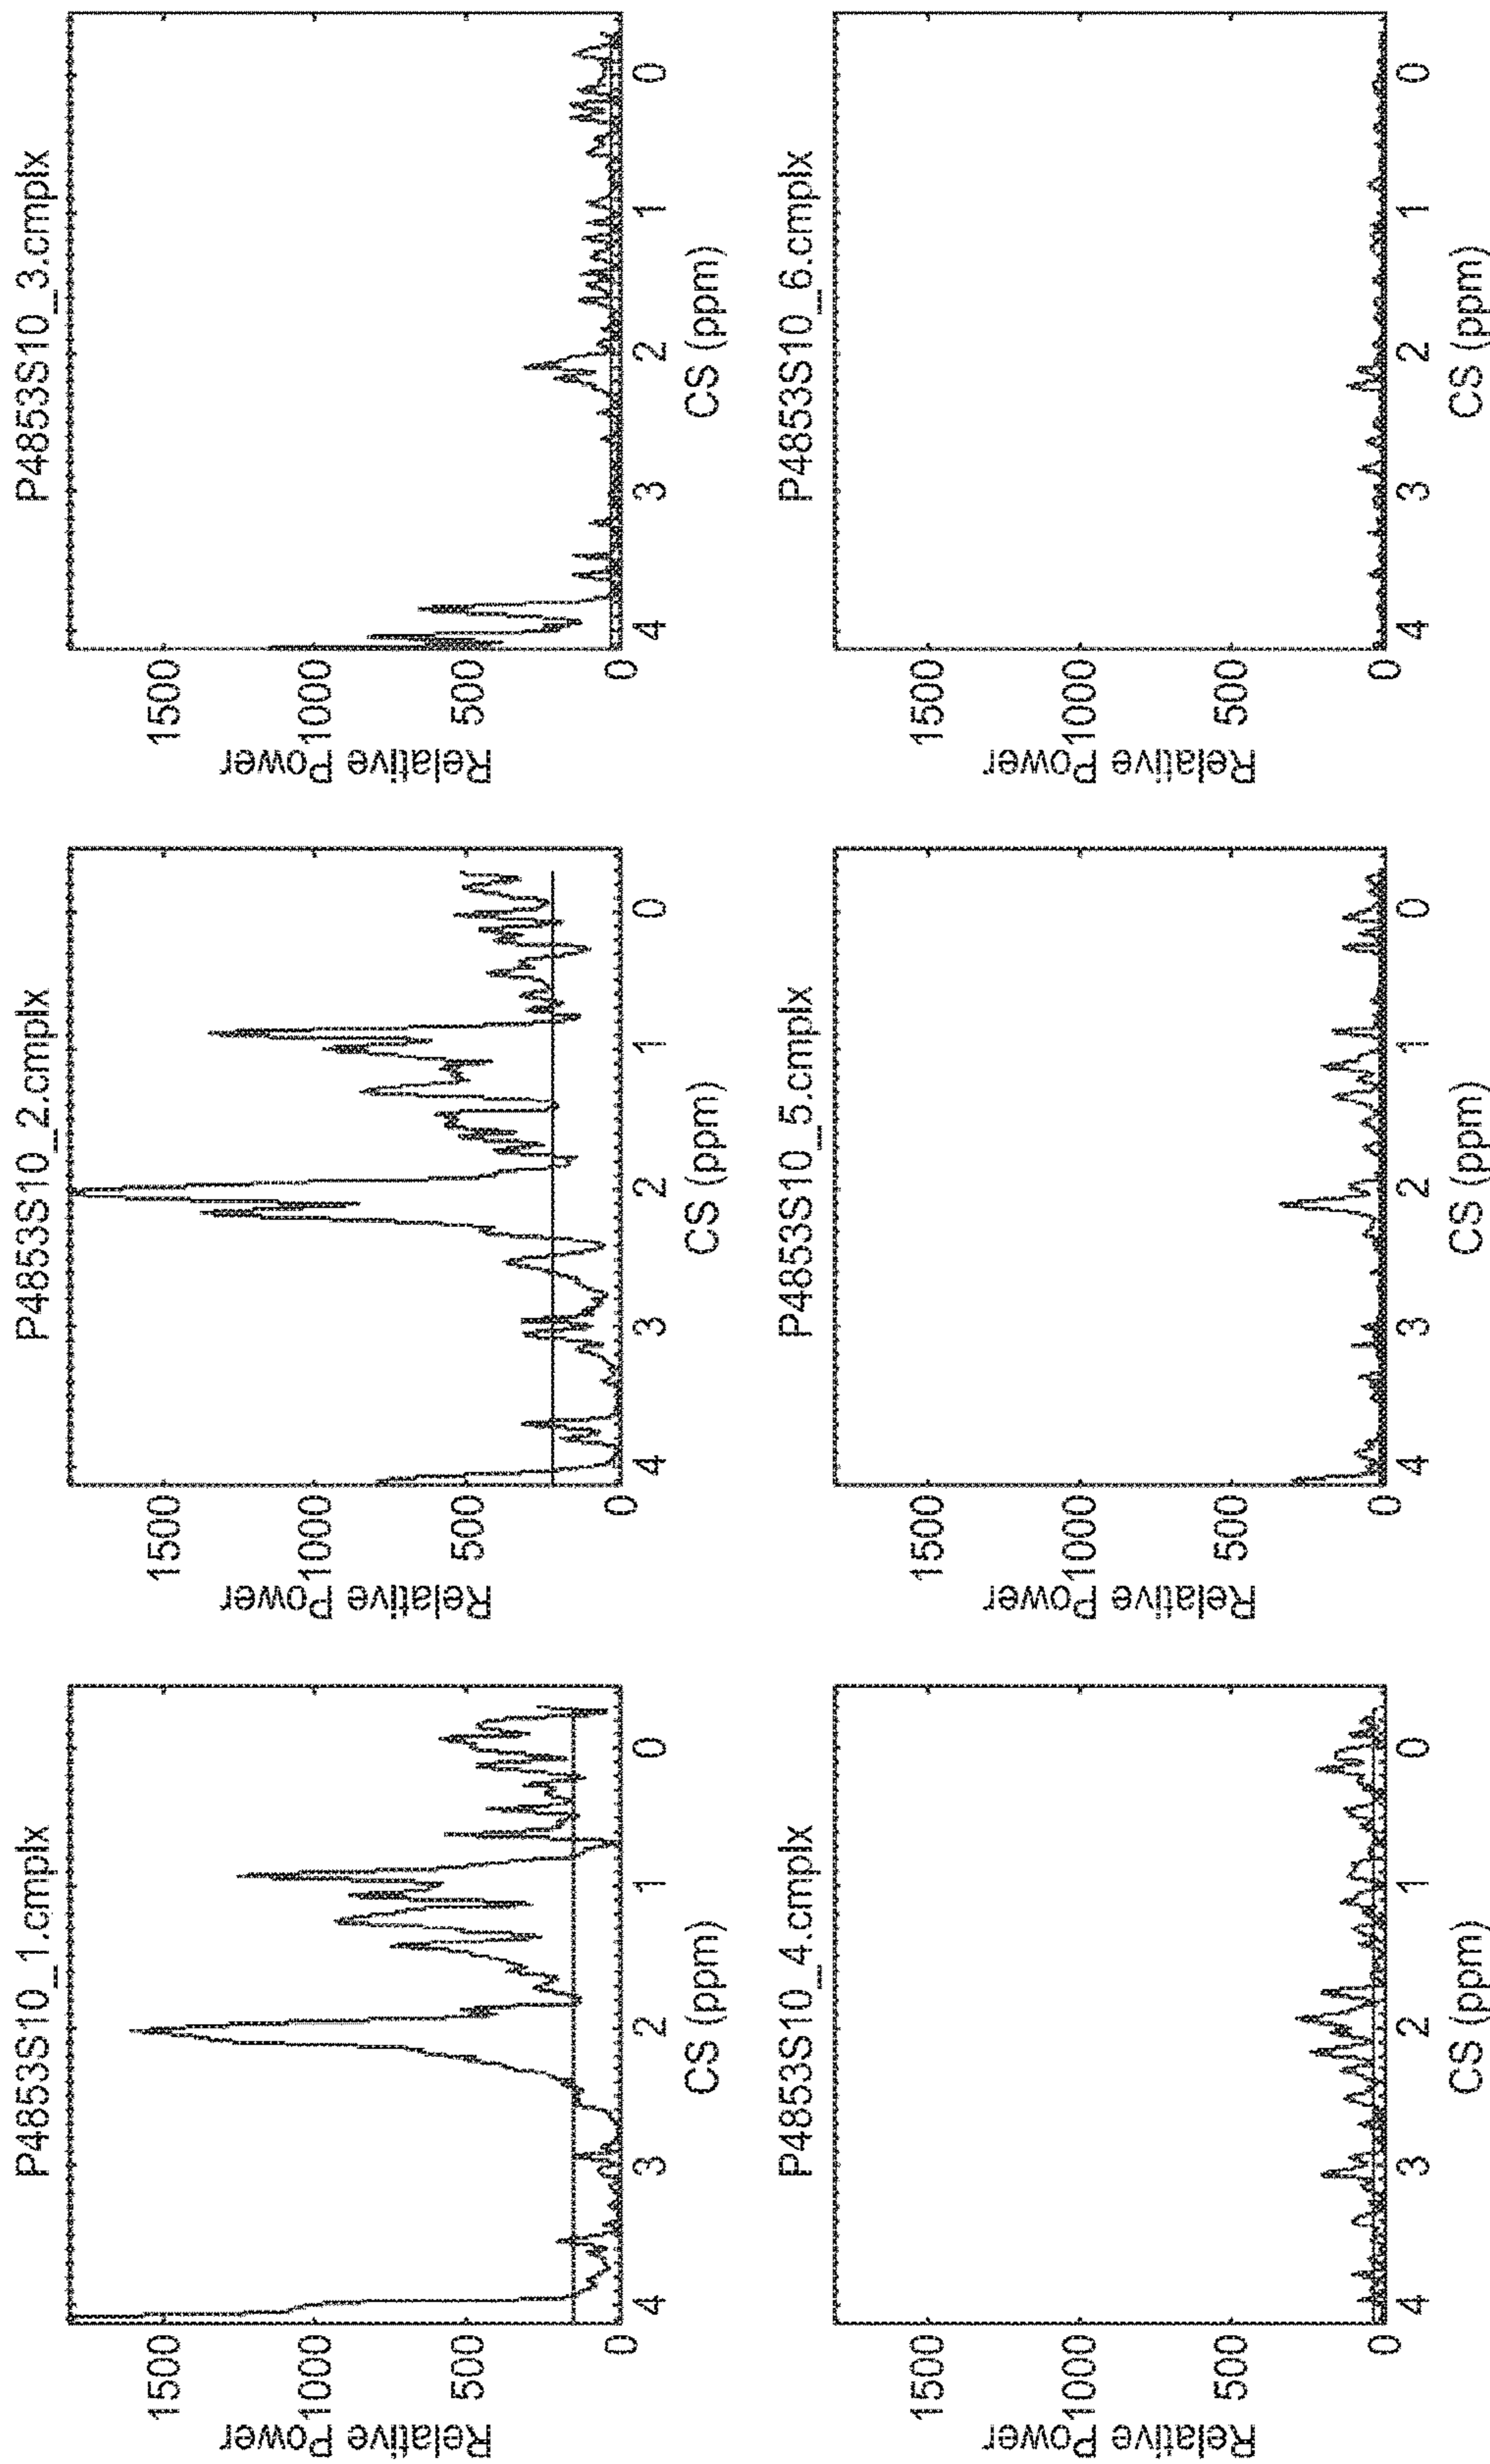 P4853S10_1.cmplx
Relative Power
1500
1000
500
0
4 3 2 1 0
CS (ppm)
P4853S10_2.cmplx
Relative Power
1500
1000
500
0
4 3 2 1 0
CS (ppm)
P4853S10_3.cmplx
Relative Power
1500
1000
500
0
4 3 2 1 0
CS (ppm)
P4853S10_4.cmplx
Relative Power
1500
1000
500
0
4 3 2 1 0
CS (ppm)
P4853S10_5.cmplx
Relative Power
1500
1000
500
0
4 3 2 1 0
CS (ppm)
P4853S10_6.cmplx
Relative Power
1500
1000
500
0
4 3 2 1 0
CS (ppm)